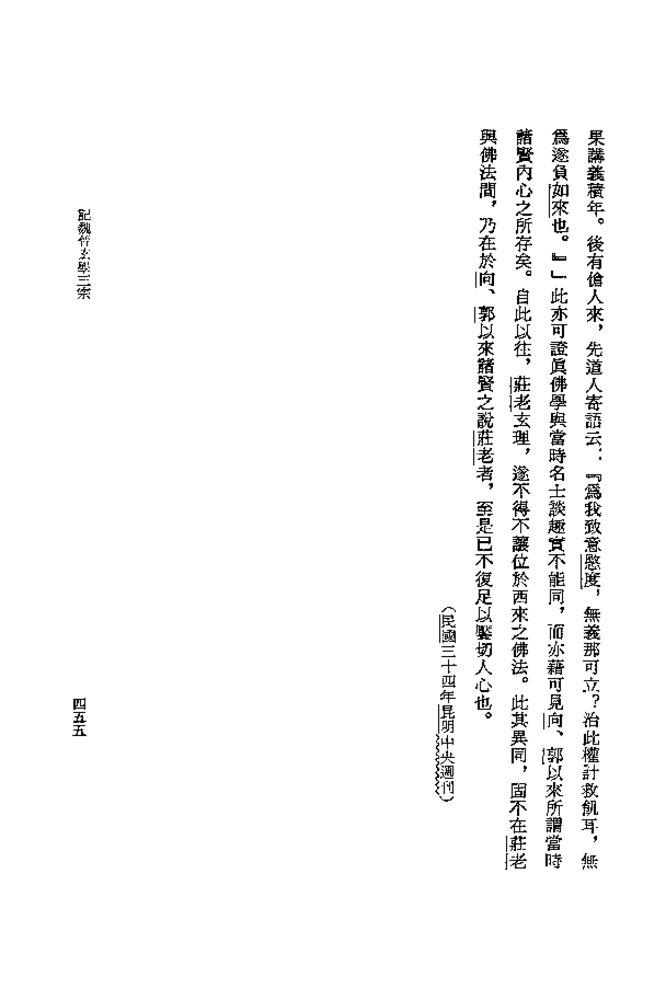 果講義積年。後有傖人來，先道人寄語云：『爲我致意愍度，無義那可立？治此權計救飢耳，無
爲遂負如來也。』」此亦可證眞佛學與當時名士談趣實不能同，而亦藉可見向、郭以來所謂當時
諸賢內心之所存矣。自此以往，莊老玄理，遂不得不讓位於西來之佛法。此其異同，固不在莊老
與佛法間，乃在於向、郭以來諸賢之說莊老者，至是已不復足以饜切人心也。
（民國三十四年昆明中央週刊）
記魏晉玄學三宗
四五五